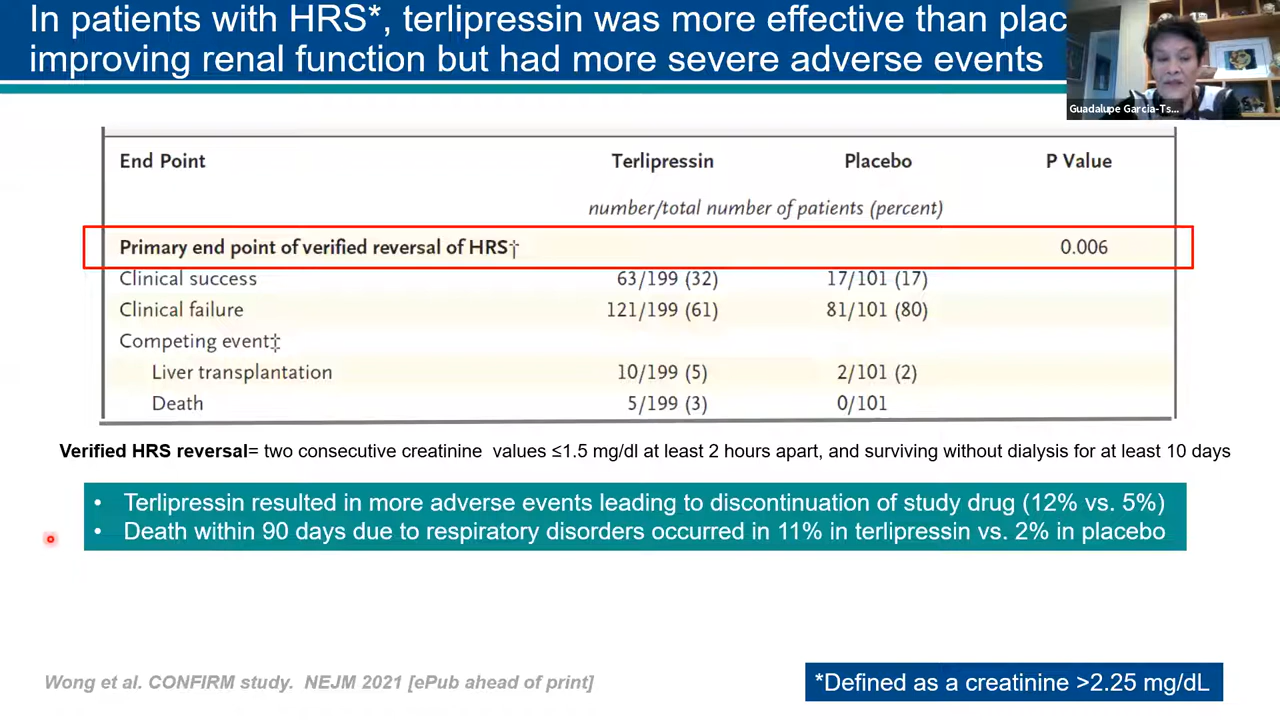 In patients with HRS*, terlipressin was more effective than plac
improving renal function but had more severe adverse events
Guadalupe Garcia-Ts...
End Point Terlipressin Placebo P Value
number/total number of patients (percent)
Primary end point of verified reversal of HRS† 0.006
Clinical success 63/199 (32) 17/101 (17)
Clinical failure 121/199 (61) 81/101 (80)
Competing event‡
Liver transplantation 10/199 (5) 2/101 (2)
Death 5/199 (3) 0/101
Verified HRS reversal= two consecutive creatinine values ≤1.5 mg/dl at least 2 hours apart, and surviving without dialysis for at least 10 days
• Terlipressin resulted in more adverse events leading to discontinuation of study drug (12% vs. 5%)
• Death within 90 days due to respiratory disorders occurred in 11% in terlipressin vs. 2% in placebo
Wong et al. CONFIRM study. NEJM 2021 [ePub ahead of print]
*Defined as a creatinine >2.25 mg/dL